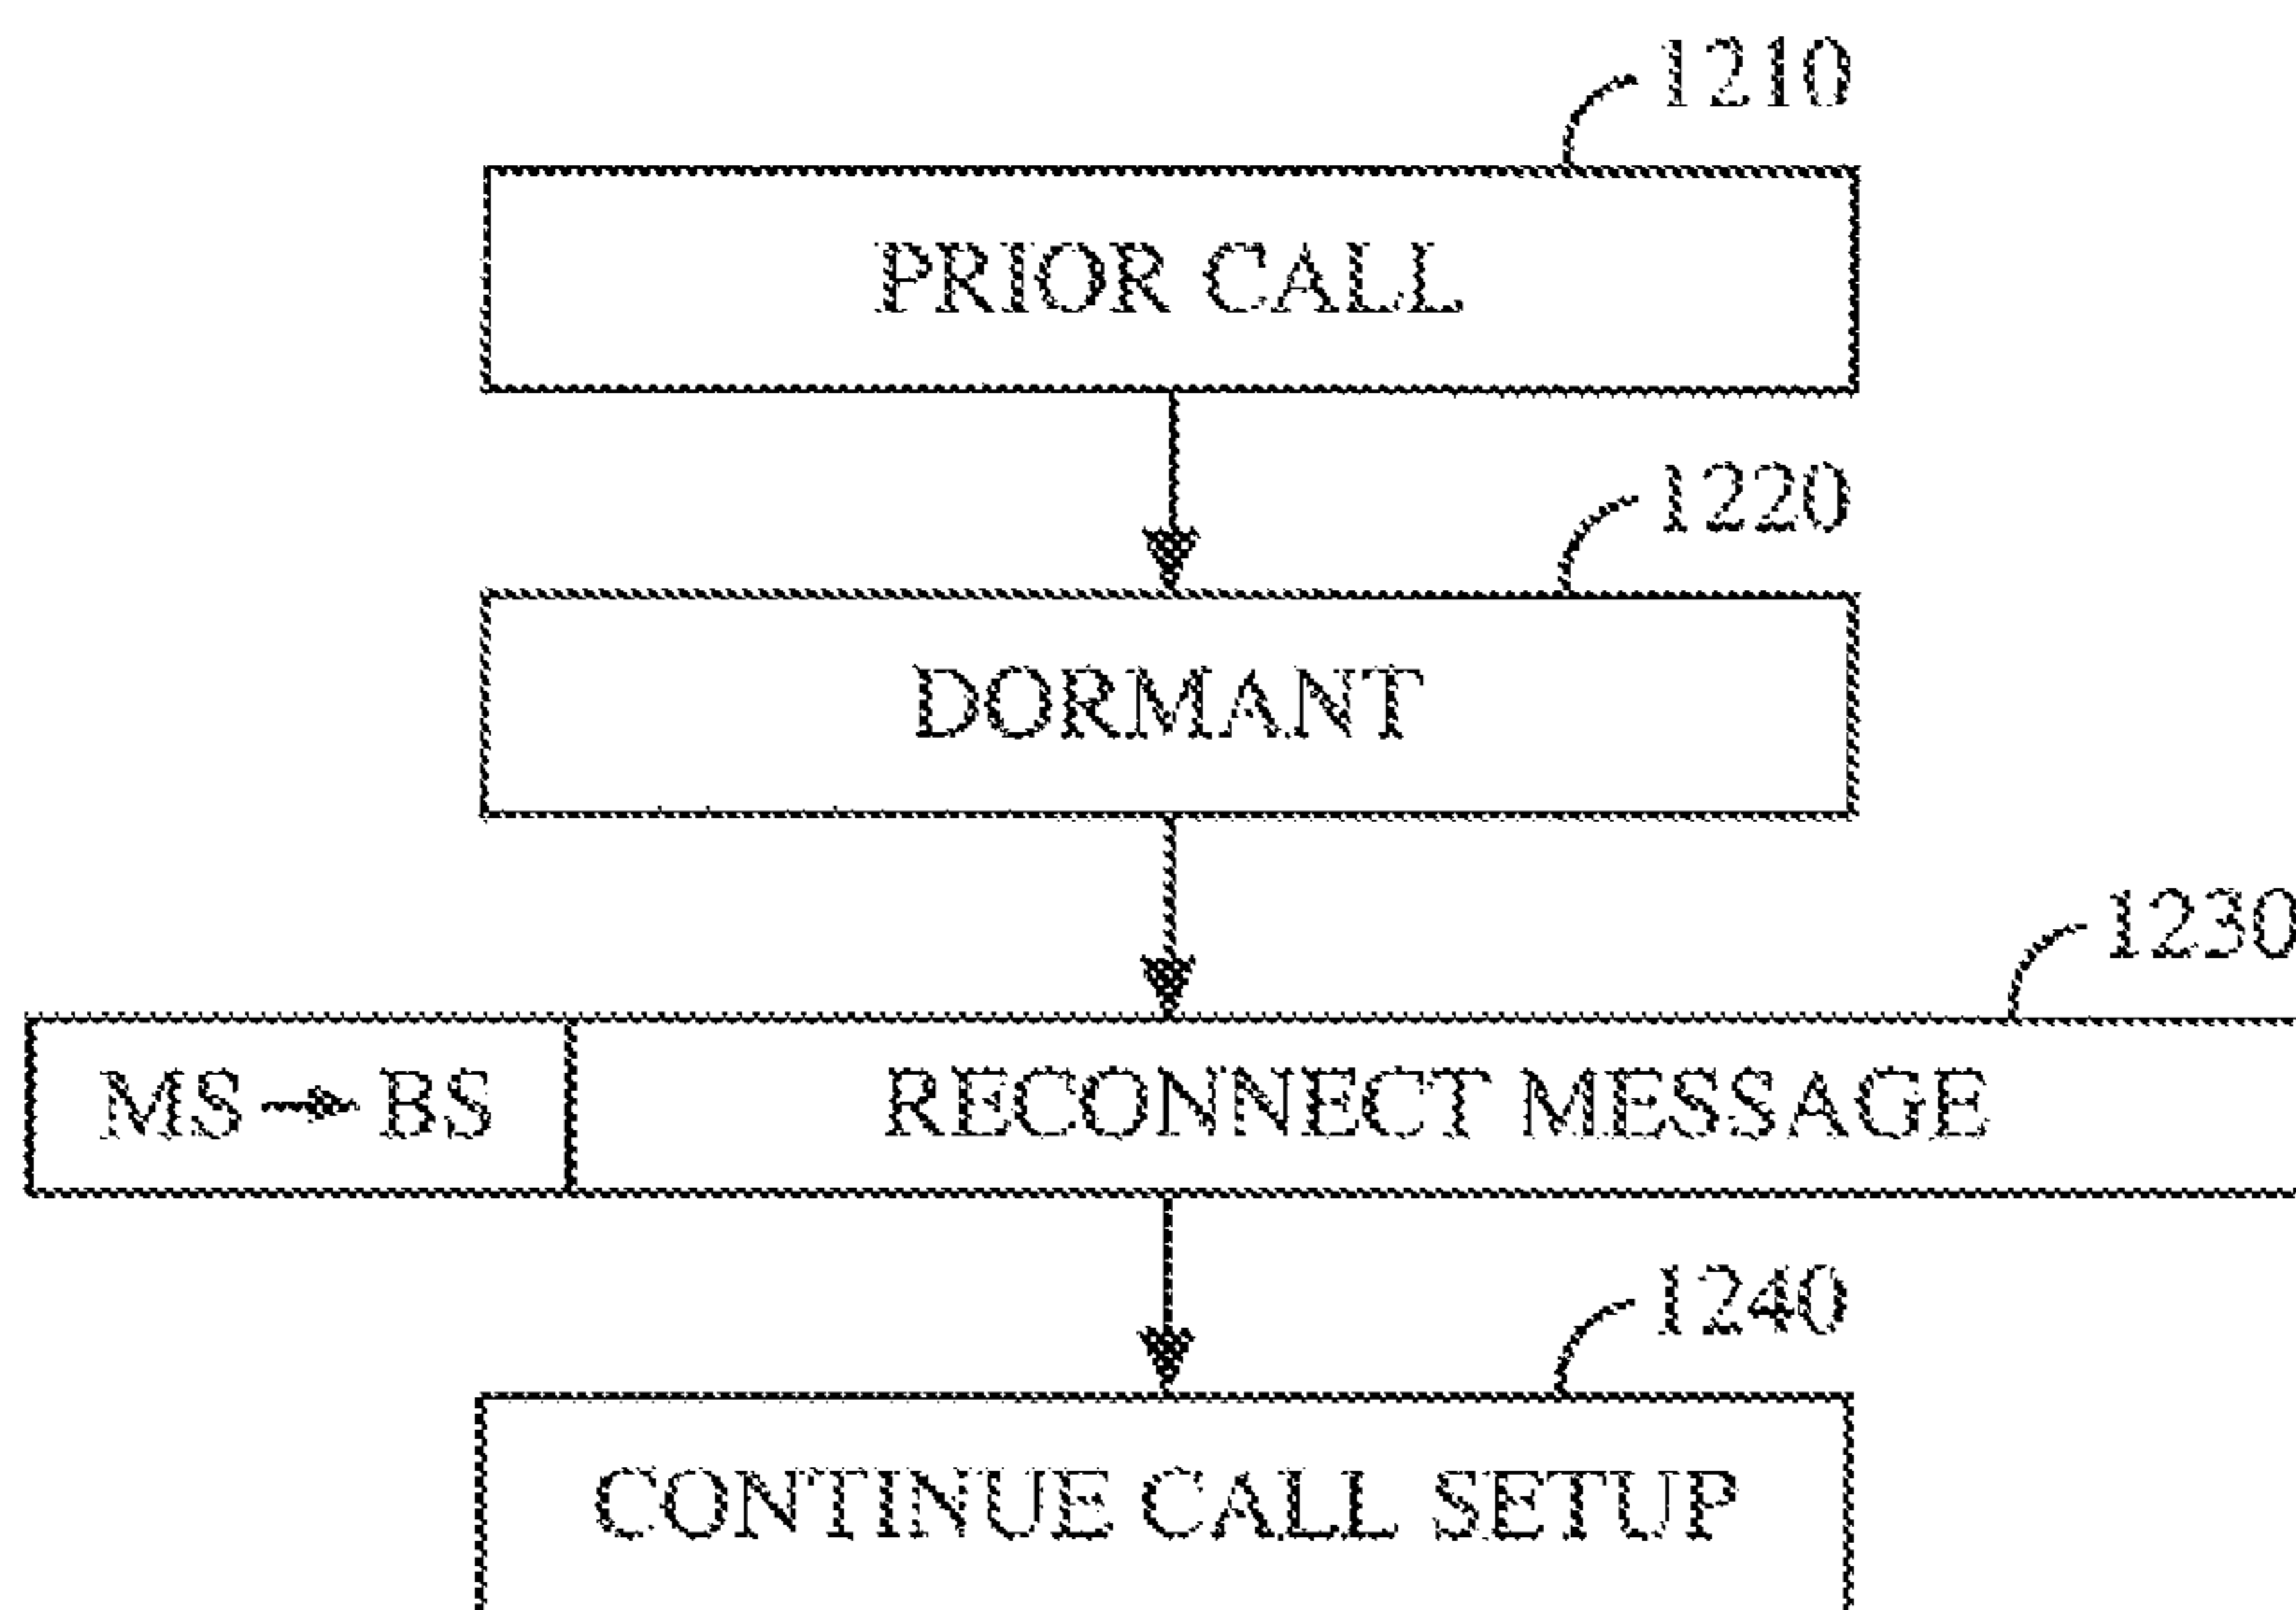 1210
PRIOR CALL
1220
DORMANT
1230
MS → BS RECONNECT MESSAGE
1240
CONTINUE CALL SETUP